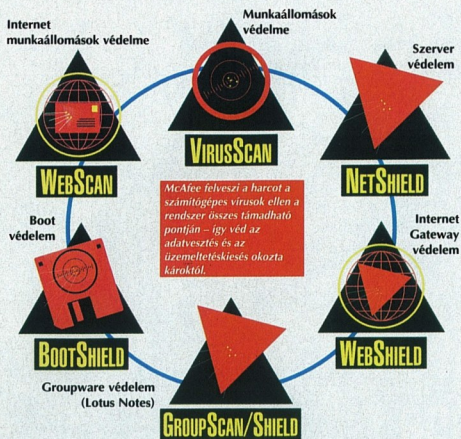 Internet
munkaállomások védelme
Munkaállomások
védelme
Szerver
védelem
WEBSCAN
VIRUSSCAN
NETSHIELD
McAfee felveszi a harcot a
számítógépes vírusok ellen a
rendszer összes támadható
pontján – így véd az
adatvesztés és az
üzemeltetéskiesés okozta
károktól.
Boot
védelem
Internet
Gateway
védelem
BOOTSHIELD
WEBSHIELD
Groupware védelem
(Lotus Notes)
GROUPSCAN/SHIELD